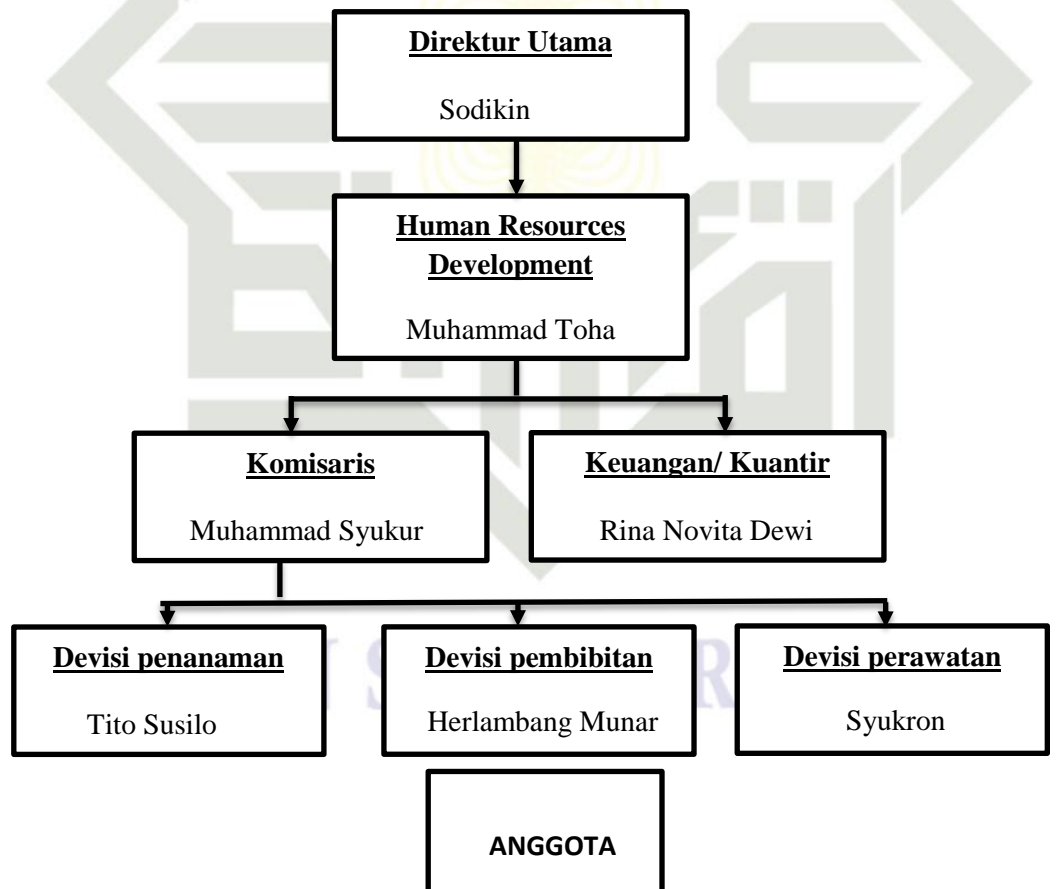 Direktur Utama
Sodikin
Human Resources
Development
Muhammad Toha
Komisaris
Muhammad Syukur
Keuangan/ Kuantir
Rina Novita Dewi
Devisi penanaman
Tito Susilo
Devisi pembibitan
Herlambang Munar
Devisi perawatan
Syukron
ANGGOTA